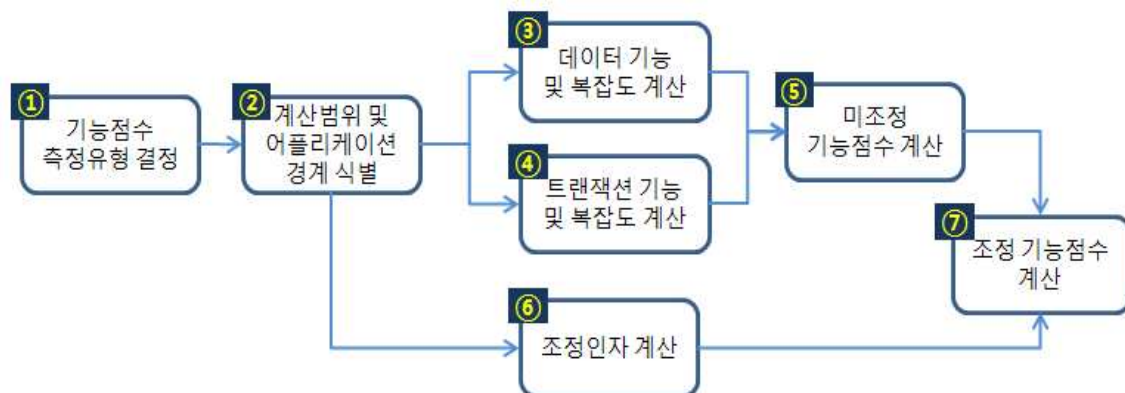 ①
기능점수
측정유형 결정
②
계산범위 및
어플리케이션
경계 식별
③
데이터 기능
및 복잡도 계산
④
트랜잭션 기능
및 복잡도 계산
⑤
미조정
기능점수 계산
⑥
조정인자 계산
⑦
조정 기능점수
계산